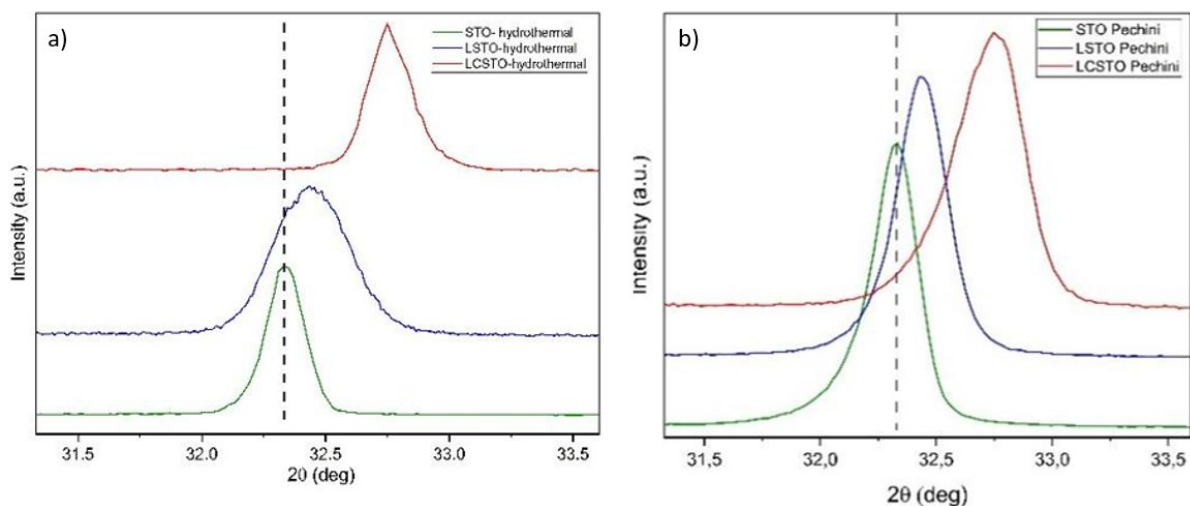 a)
STO- hydrothermal
LSTO-hydrothermal
LCSTO-hydrothermal
Intensity (a.u.)
31.5 32.0 32.5 33.0 33.5
2θ (deg)
b)
STO Pechini
LSTO Pechini
LCSTO Pechini
Intensity (a.u.)
31,5 32,0 32,5 33,0 33,5
2θ (deg)